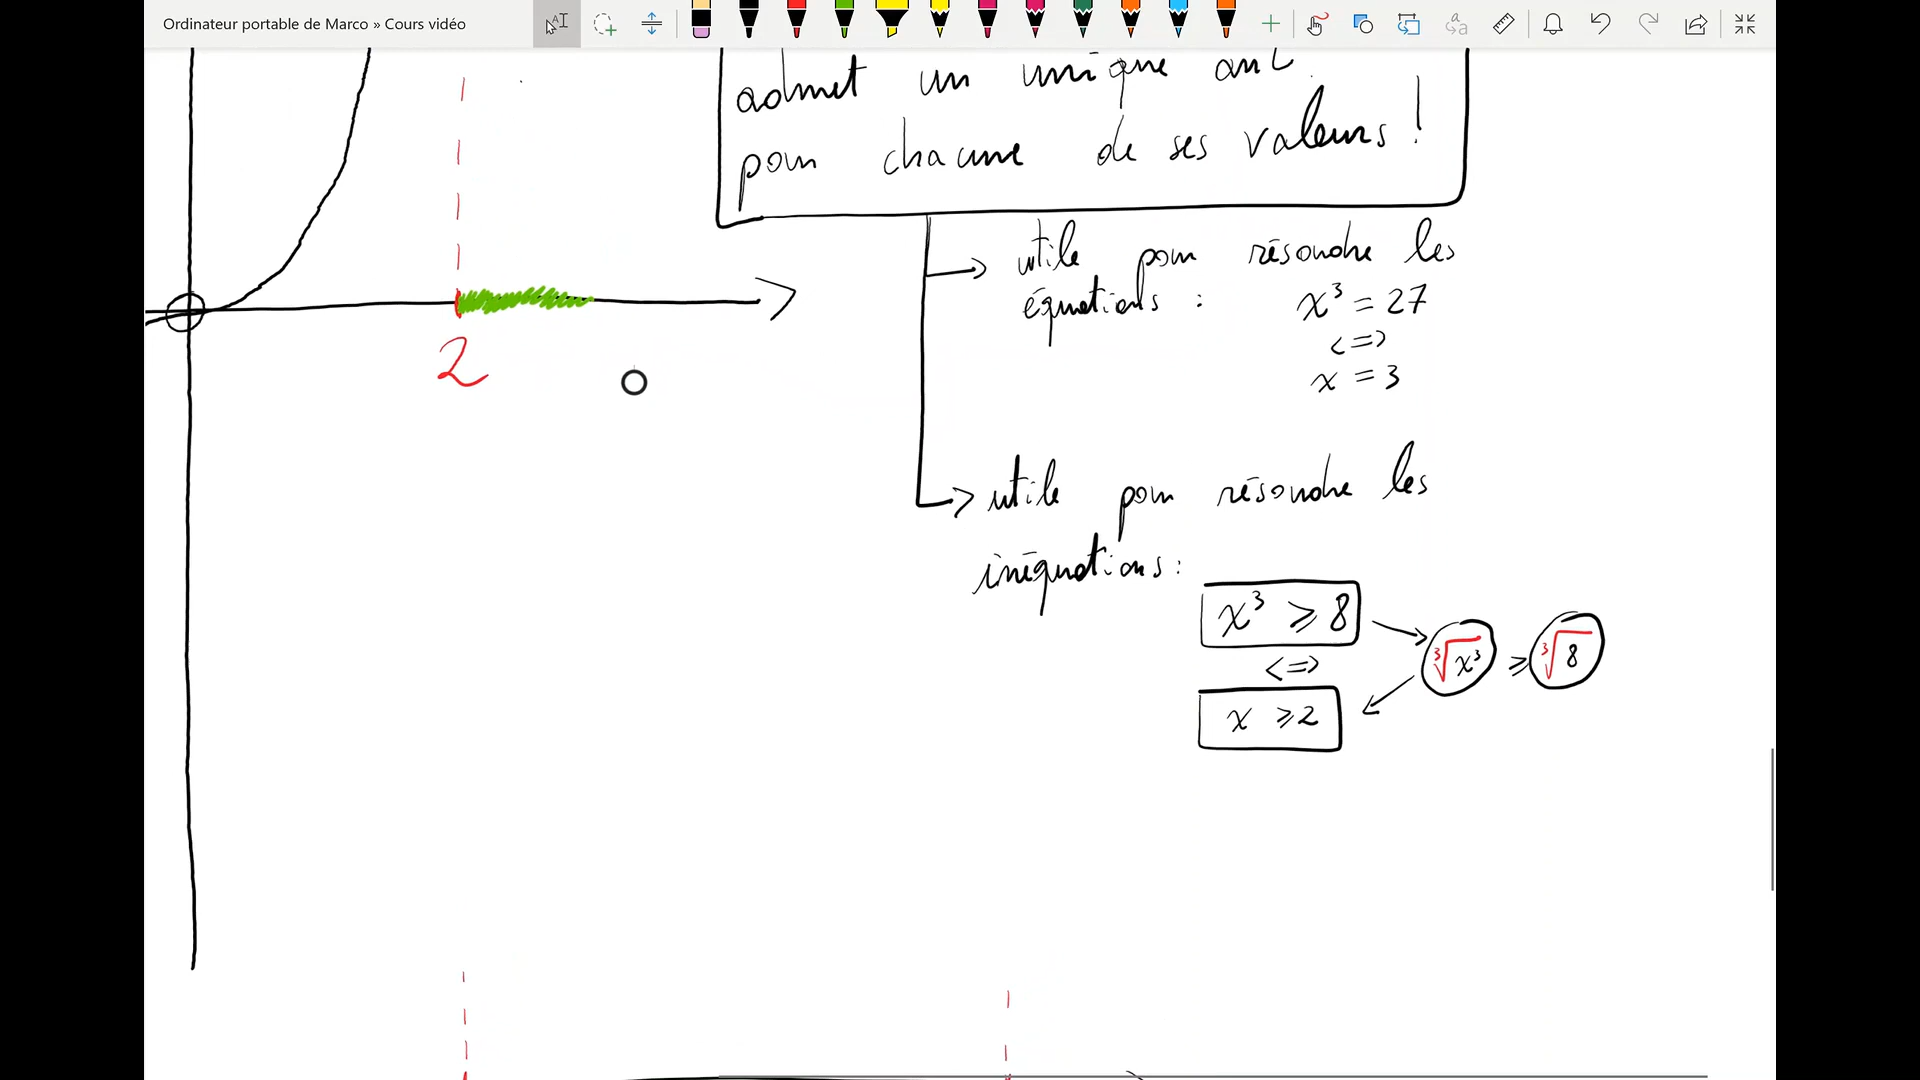 Ordinateur portable de Marco » Cours vidéo
admet un unique ant.
pour chacune de ses valeurs !
utile pour résoudre les
équations : x³ = 27
<=>
x = 3
2
utile pour résoudre les
inéquations :
x³ ⩾ 8
∛x³ ⩾ ∛8
<=>
x ⩾ 2